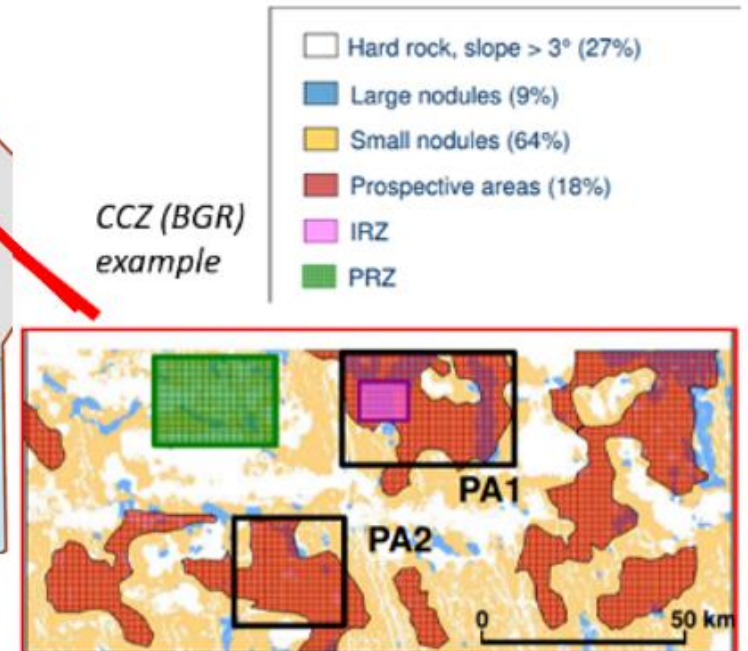 Hard rock, slope > 3° (27%)
Large nodules (9%)
Small nodules (64%)
Prospective areas (18%)
IRZ
PRZ
CCZ (BGR)
example
PA1
PA2
0 50 km